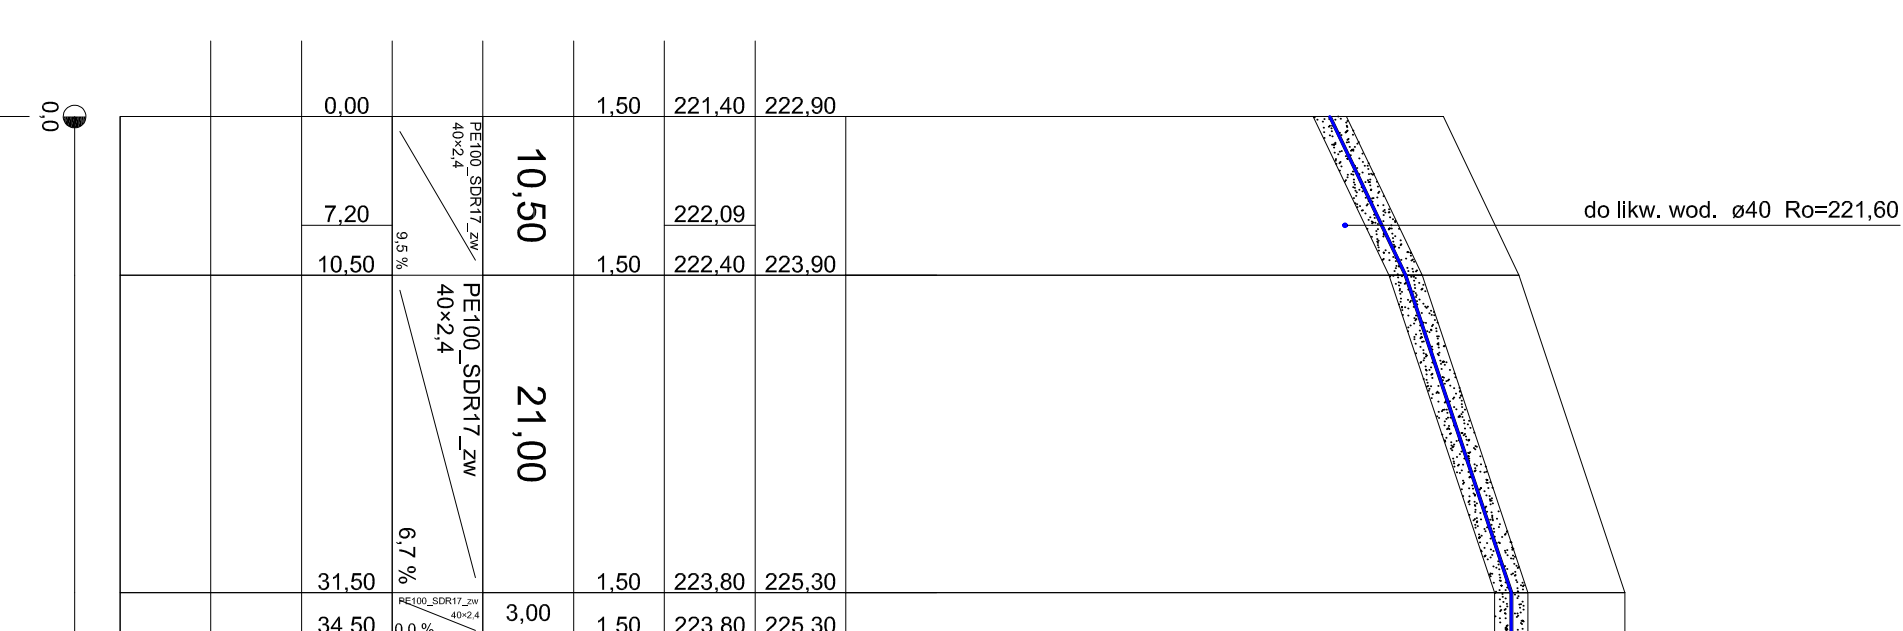 0,0
0,00 1,50 221,40 222,90
PE100_SDR17_zw
40×2,4
10,50
7,20 222,09
do likw. wod. ø40 Ro=221,60
9,5 %
10,50 1,50 222,40 223,90
PE100_SDR17_zw
40×2,4
21,00
6,7 %
31,50 1,50 223,80 225,30
PE100_SDR17_zw
40×2,4
3,00
34,50 0,0 % 1,50 223,80 225,30